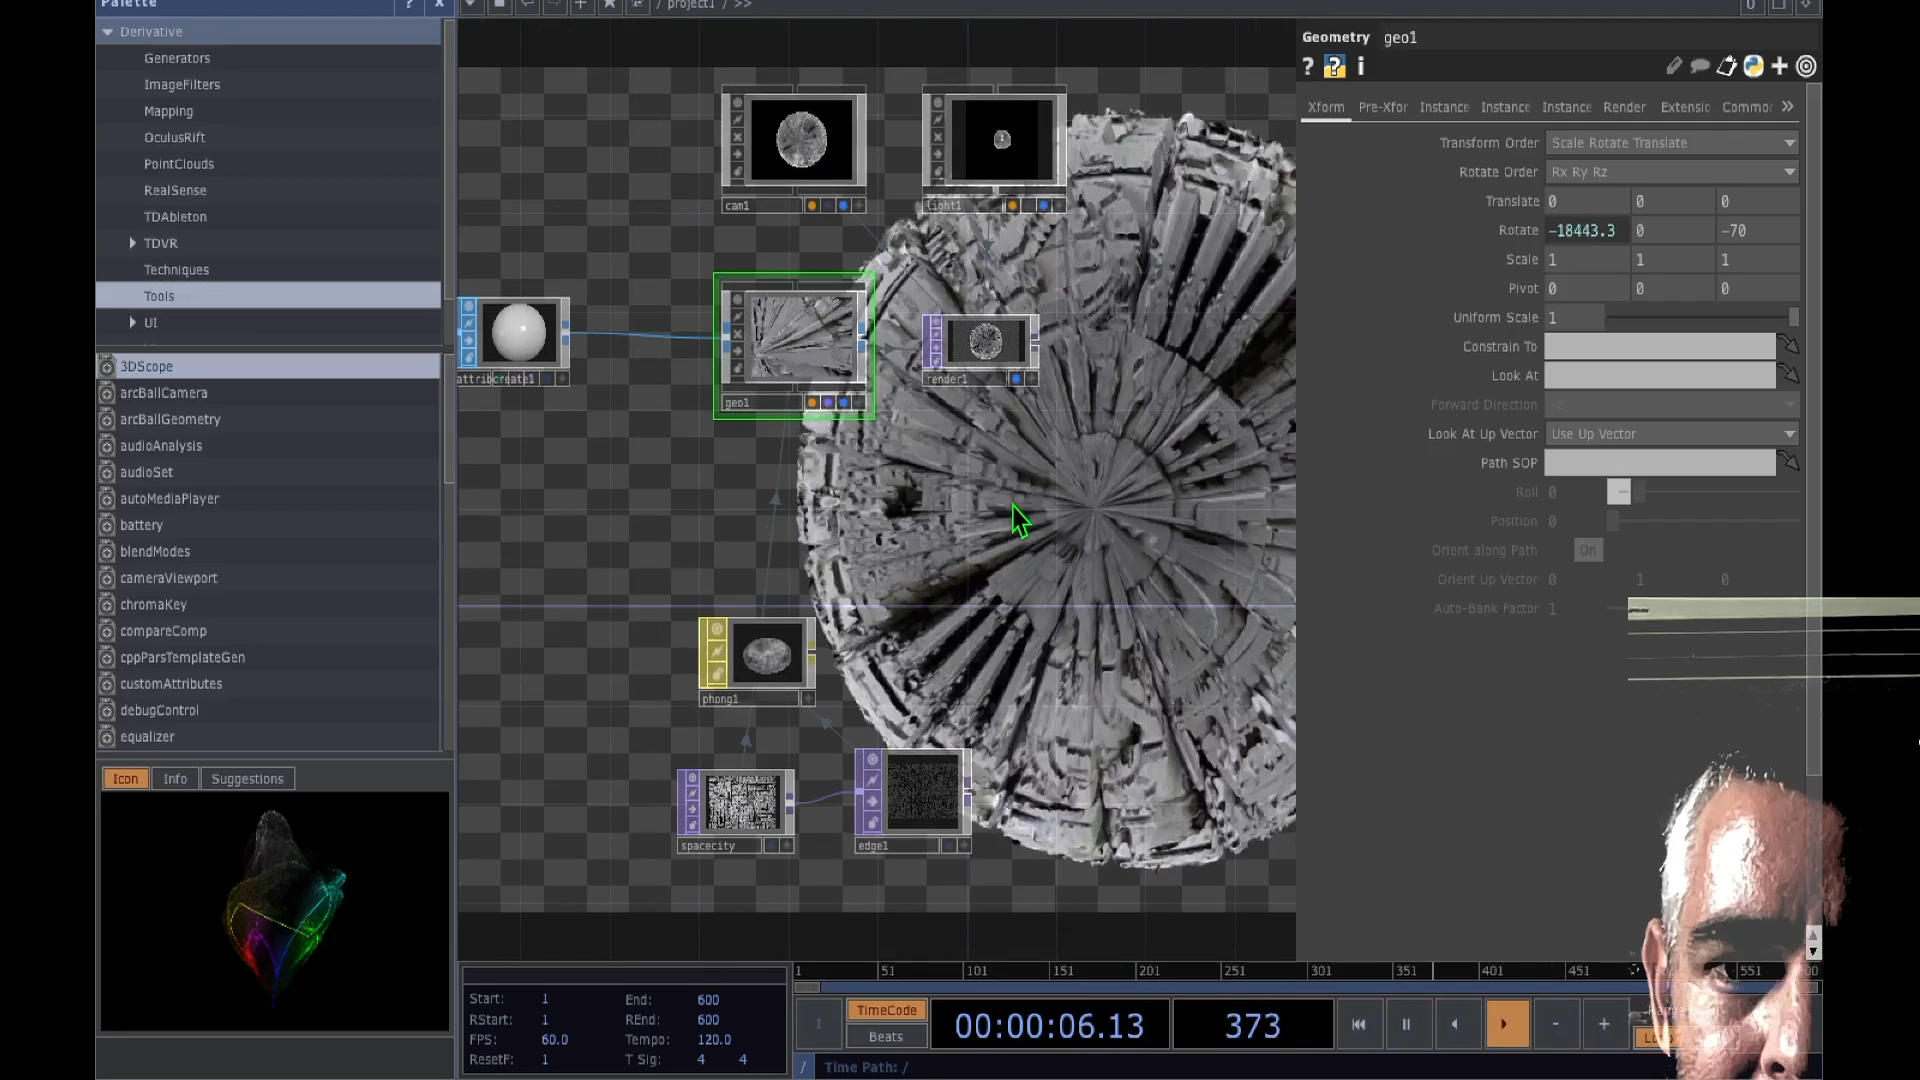 Palette
?
x
/ project1 / >>
Derivative
Generators
ImageFilters
Mapping
OculusRift
PointClouds
RealSense
TDAbleton
TDVR
Techniques
Tools
UI
3DScope
arcBallCamera
arcBallGeometry
audioAnalysis
audioSet
autoMediaPlayer
battery
blendModes
cameraViewport
chromaKey
compareComp
cppParsTemplateGen
customAttributes
debugControl
equalizer
Icon
Info
Suggestions
cam1
light1
attribcreate1
geo1
render1
phong1
spacecity
edge1
Geometry geo1
? ? i
Xform Pre-Xfor Instance Instance Instance Render Extensio Commor
Transform Order Scale Rotate Translate
Rotate Order Rx Ry Rz
Translate 0 0 0
Rotate -18443.3 0 -70
Scale 1 1 1
Pivot 0 0 0
Uniform Scale 1
Constrain To
Look At
Forward Direction
Look At Up Vector Use Up Vector
Path SOP
Roll 0
Position 0
Orient along Path On
Orient Up Vector 0 1 0
Auto-Bank Factor 1
1 51 101 151 201 251 301 351 401 451 551
Start: 1 End: 600
RStart: 1 REnd: 600
FPS: 60.0 Tempo: 120.0
ResetF: 1 T Sig: 4 4
1
TimeCode
Beats
00:00:06.13
373
- +
/ Time Path: /